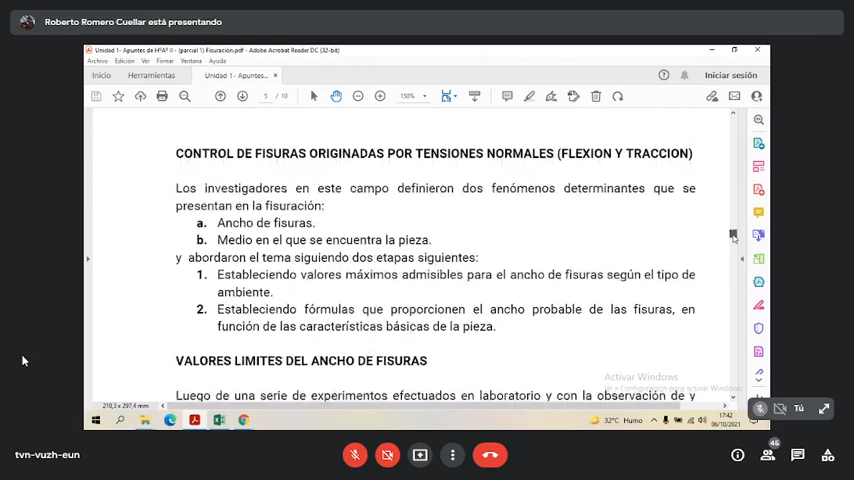 Roberto Romero Cuellar está presentando
Unidad 1- Apuntes de HºAº II - (parcial 1) Fisuración.pdf - Adobe Acrobat Reader DC (32-bit)
Archivo Edición Ver Firmar Ventana Ayuda
Inicio Herramientas Unidad 1- Apuntes... × Iniciar sesión
5 / 10 150%
CONTROL DE FISURAS ORIGINADAS POR TENSIONES NORMALES (FLEXION Y TRACCION)
Los investigadores en este campo definieron dos fenómenos determinantes que se
presentan en la fisuración:
a. Ancho de fisuras.
b. Medio en el que se encuentra la pieza.
y abordaron el tema siguiendo dos etapas siguientes:
1. Estableciendo valores máximos admisibles para el ancho de fisuras según el tipo de
ambiente.
2. Estableciendo fórmulas que proporcionen el ancho probable de las fisuras, en
función de las características básicas de la pieza.
VALORES LIMITES DEL ANCHO DE FISURAS
Activar Windows
Ve a Configuración para activar Windows.
Luego de una serie de experimentos efectuados en laboratorio y con la observación de y
210,3 x 297,4 mm
Tú
32°C Humo
17:42
06/10/2021
tvn-vuzh-eun
46